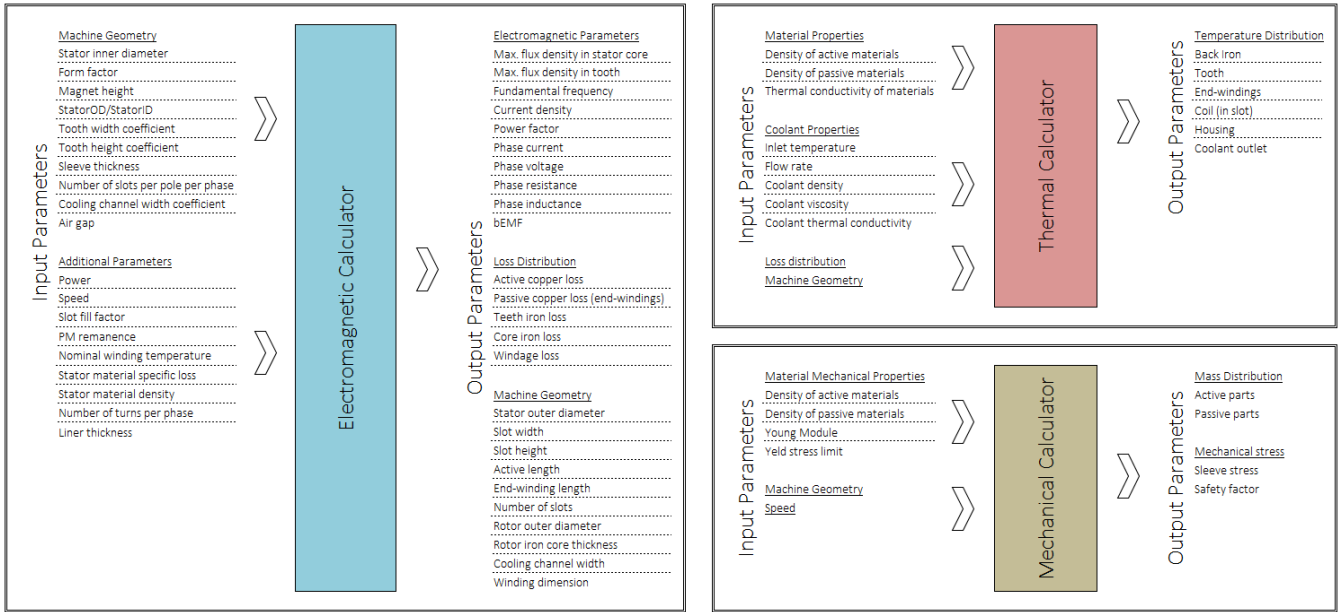 Input Parameters
Machine Geometry
Stator inner diameter
Form factor
Magnet height
StatorOD/StatorID
Tooth width coefficient
Tooth height coefficient
Sleeve thickness
Number of slots per pole per phase
Cooling channel width coefficient
Air gap
Additional Parameters
Power
Speed
Slot fill factor
PM remanence
Nominal winding temperature
Stator material specific loss
Stator material density
Number of turns per phase
Liner thickness
Electromagnetic Calculator
Output Parameters
Electromagnetic Parameters
Max. flux density in stator core
Max. flux density in tooth
Fundamental frequency
Current density
Power factor
Phase current
Phase voltage
Phase resistance
Phase inductance
bEMF
Loss Distribution
Active copper loss
Passive copper loss (end-windings)
Teeth iron loss
Core iron loss
Windage loss
Machine Geometry
Stator outer diameter
Slot width
Slot height
Active length
End-winding length
Number of slots
Rotor outer diameter
Rotor iron core thickness
Cooling channel width
Winding dimension
Input Parameters
Material Properties
Density of active materials
Density of passive materials
Thermal conductivity of materials
Coolant Properties
Inlet temperature
Flow rate
Coolant density
Coolant viscosity
Coolant thermal conductivity
Loss distribution
Machine Geometry
Thermal Calculator
Output Parameters
Temperature Distribution
Back Iron
Tooth
End-windings
Coil (in slot)
Housing
Coolant outlet
Input Parameters
Material Mechanical Properties
Density of active materials
Density of passive materials
Young Module
Yeld stress limit
Machine Geometry
Speed
Mechanical Calculator
Output Parameters
Mass Distribution
Active parts
Passive parts
Mechanical stress
Sleeve stress
Safety factor